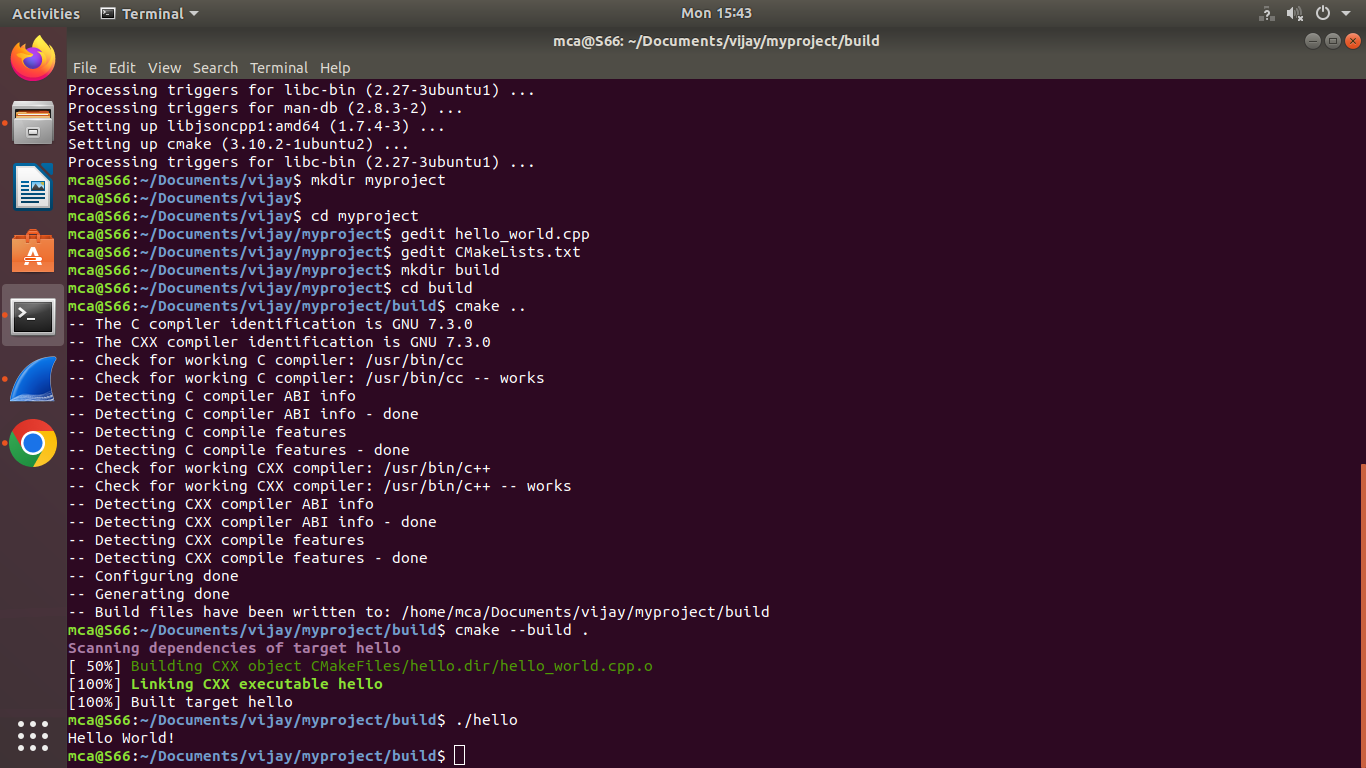 Activities Terminal Mon 15:43
mca@S66: ~/Documents/vijay/myproject/build
File Edit View Search Terminal Help
Processing triggers for libc-bin (2.27-3ubuntu1) ...
Processing triggers for man-db (2.8.3-2) ...
Setting up libjsoncpp1:amd64 (1.7.4-3) ...
Setting up cmake (3.10.2-1ubuntu2) ...
Processing triggers for libc-bin (2.27-3ubuntu1) ...
mca@S66:~/Documents/vijay$ mkdir myproject
mca@S66:~/Documents/vijay$
mca@S66:~/Documents/vijay$ cd myproject
mca@S66:~/Documents/vijay/myproject$ gedit hello_world.cpp
mca@S66:~/Documents/vijay/myproject$ gedit CMakeLists.txt
mca@S66:~/Documents/vijay/myproject$ mkdir build
mca@S66:~/Documents/vijay/myproject$ cd build
mca@S66:~/Documents/vijay/myproject/build$ cmake ..
-- The C compiler identification is GNU 7.3.0
-- The CXX compiler identification is GNU 7.3.0
-- Check for working C compiler: /usr/bin/cc
-- Check for working C compiler: /usr/bin/cc -- works
-- Detecting C compiler ABI info
-- Detecting C compiler ABI info - done
-- Detecting C compile features
-- Detecting C compile features - done
-- Check for working CXX compiler: /usr/bin/c++
-- Check for working CXX compiler: /usr/bin/c++ -- works
-- Detecting CXX compiler ABI info
-- Detecting CXX compiler ABI info - done
-- Detecting CXX compile features
-- Detecting CXX compile features - done
-- Configuring done
-- Generating done
-- Build files have been written to: /home/mca/Documents/vijay/myproject/build
mca@S66:~/Documents/vijay/myproject/build$ cmake --build .
Scanning dependencies of target hello
[ 50%] Building CXX object CMakeFiles/hello.dir/hello_world.cpp.o
[100%] Linking CXX executable hello
[100%] Built target hello
mca@S66:~/Documents/vijay/myproject/build$ ./hello
Hello World!
mca@S66:~/Documents/vijay/myproject/build$